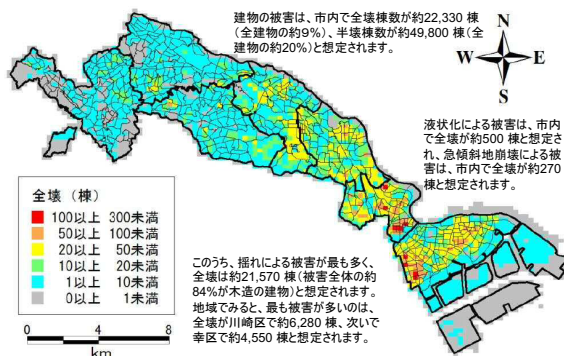 建物の被害は、市内で全壊棟数が約22,330 棟
(全建物の約9%)、半壊棟数が約49,800 棟(全
建物の約20%)と想定されます。
N
W E
S
液状化による被害は、市内
で全壊が約500 棟と想定さ
れ、急傾斜地崩壊による被
害は、市内で全壊が約270
棟と想定されます。
全壊 (棟)
100以上 300未満
50以上 100未満
20以上 50未満
10以上 20未満
1以上 10未満
0以上 1未満
0 4 8
km
このうち、揺れによる被害が最も多く、
全壊は約21,570 棟(被害全体の約
84%が木造の建物)と想定されます。
地域でみると、最も被害が多いのは、
全壊が川崎区で約6,280 棟、次いで
幸区で約4,550 棟と想定されます。